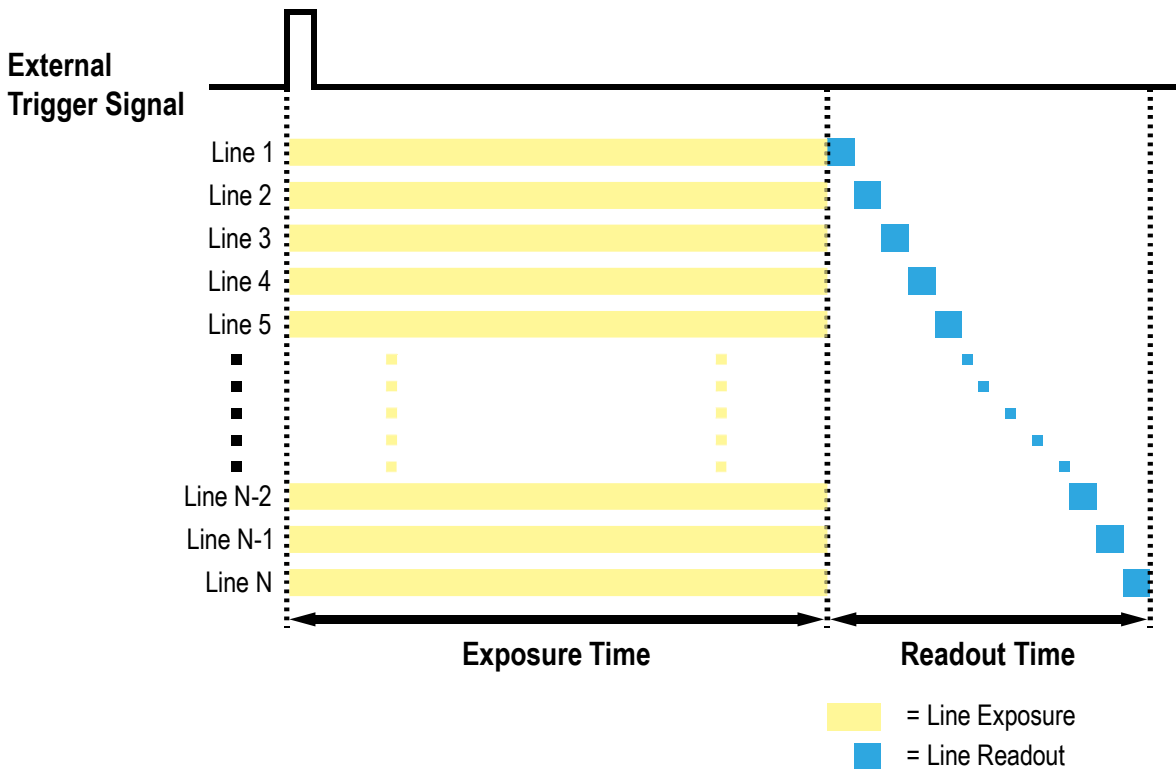 External
Trigger Signal
Line 1
Line 2
Line 3
Line 4
Line 5
Line N-2
Line N-1
Line N
Exposure Time
Readout Time
= Line Exposure
= Line Readout